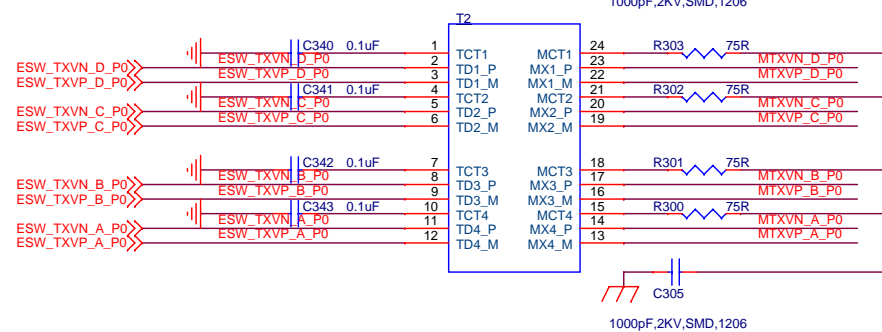 1000pF,2KV,SMD,1206
T2
C340 0.1uF 1 TCT1 MCT1 24 R303 75R
ESW_TXVN_D_P0 ESW_TXVN_D_P0 2 TD1_P MX1_P 23 MTXVN_D_P0
ESW_TXVP_D_P0 ESW_TXVP_D_P0 3 TD1_M MX1_M 22 MTXVP_D_P0
C341 0.1uF 4 TCT2 MCT2 21 R302 75R
ESW_TXVN_C_P0 ESW_TXVN_C_P0 5 TD2_P MX2_P 20 MTXVN_C_P0
ESW_TXVP_C_P0 ESW_TXVP_C_P0 6 TD2_M MX2_M 19 MTXVP_C_P0
C342 0.1uF 7 TCT3 MCT3 18 R301 75R
ESW_TXVN_B_P0 ESW_TXVN_B_P0 8 TD3_P MX3_P 17 MTXVN_B_P0
ESW_TXVP_B_P0 ESW_TXVP_B_P0 9 TD3_M MX3_M 16 MTXVP_B_P0
C343 0.1uF 10 TCT4 MCT4 15 R300 75R
ESW_TXVN_A_P0 ESW_TXVN_A_P0 11 TD4_P MX4_P 14 MTXVN_A_P0
ESW_TXVP_A_P0 ESW_TXVP_A_P0 12 TD4_M MX4_M 13 MTXVP_A_P0
C305
1000pF,2KV,SMD,1206